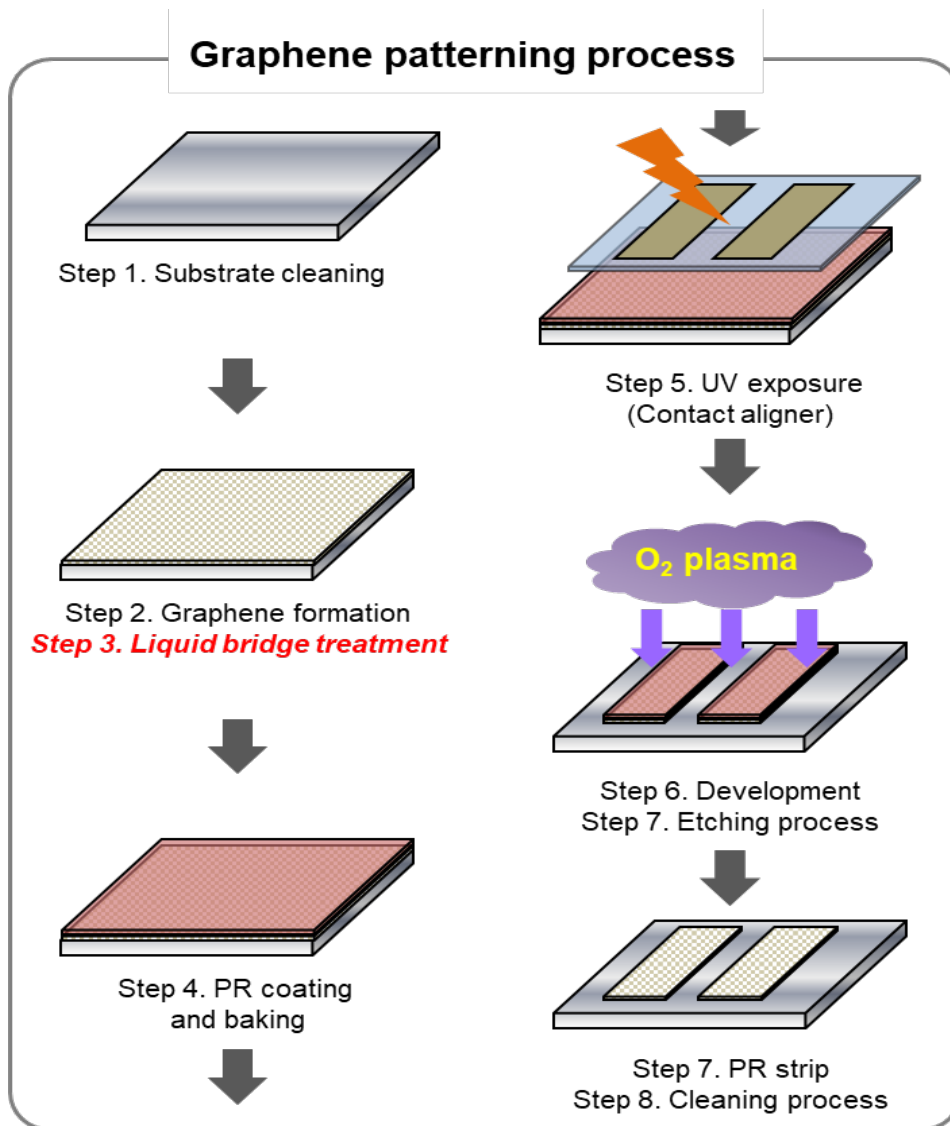 Graphene patterning process
Step 1. Substrate cleaning
Step 2. Graphene formation
Step 3. Liquid bridge treatment
Step 4. PR coating
and baking
Step 5. UV exposure
(Contact aligner)
O₂ plasma
Step 6. Development
Step 7. Etching process
Step 7. PR strip
Step 8. Cleaning process